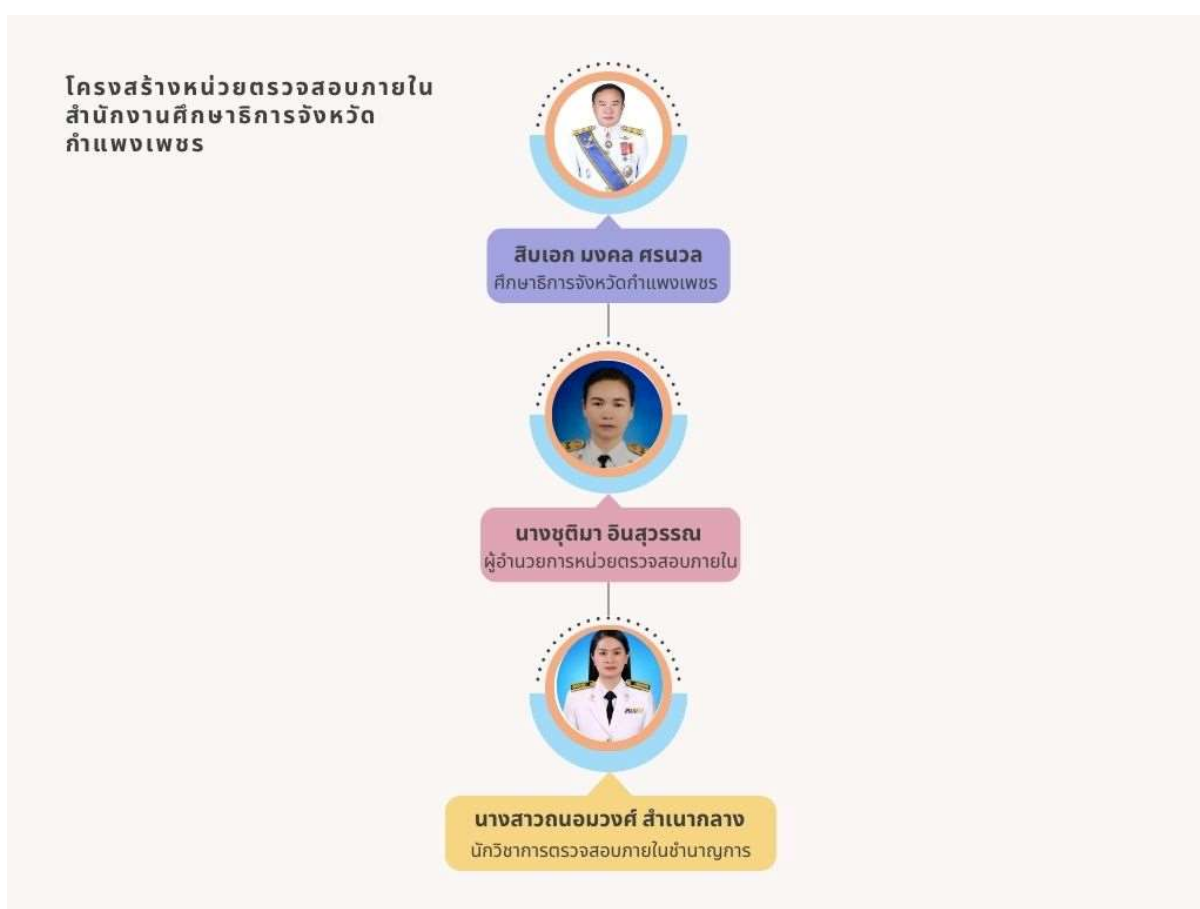 โครงสร้างหน่วยตรวจสอบภายใน
สำนักงานศึกษาธิการจังหวัด
กำแพงเพชร
สิบเอก มงคล ศรนวล
ศึกษาธิการจังหวัดกำแพงเพชร
นางชุติมา อินสุวรรณ
ผู้อำนวยการหน่วยตรวจสอบภายใน
นางสาวถนอมวงศ์ สำเนากลาง
นักวิชาการตรวจสอบภายในชำนาญการ